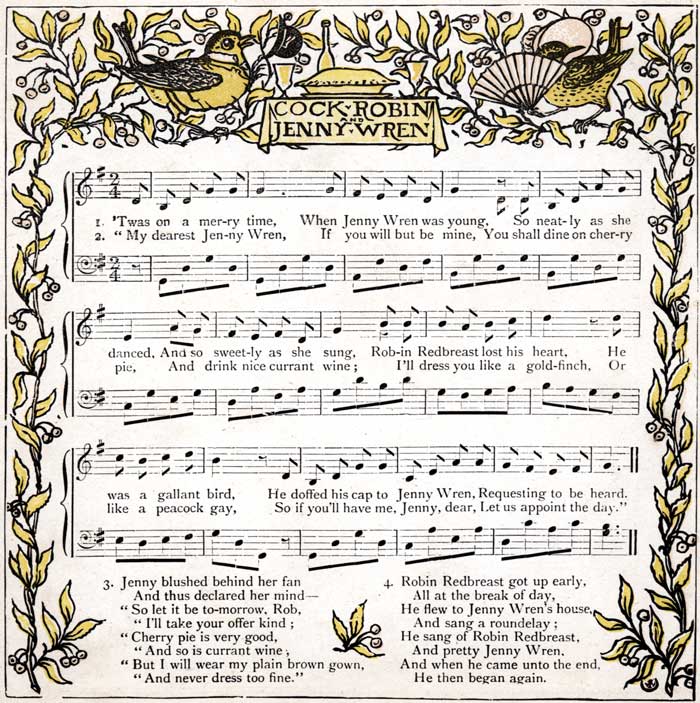 COCK ROBIN
AND
JENNY WREN
1. 'Twas on a mer-ry time, When Jenny Wren was young, So neat-ly as she
2. "My dearest Jen-ny Wren, If you will but be mine, You shall dine on cher-ry
danced, And so sweet-ly as she sung, Rob-in Redbreast lost his heart, He
pie, And drink nice currant wine; I'll dress you like a gold-finch, Or
was a gallant bird, He doffed his cap to Jenny Wren, Requesting to be heard.
like a peacock gay, So if you'll have me, Jenny, dear, Let us appoint the day."
3. Jenny blushed behind her fan
And thus declared her mind—
"So let it be to-morrow, Rob,
"I'll take your offer kind;
"Cherry pie is very good,
"And so is currant wine;
"But I will wear my plain brown gown,
"And never dress too fine."
4. Robin Redbreast got up early,
All at the break of day,
He flew to Jenny Wren's house,
And sang a roundelay;
He sang of Robin Redbreast,
And pretty Jenny Wren,
And when he came unto the end,
He then began again.